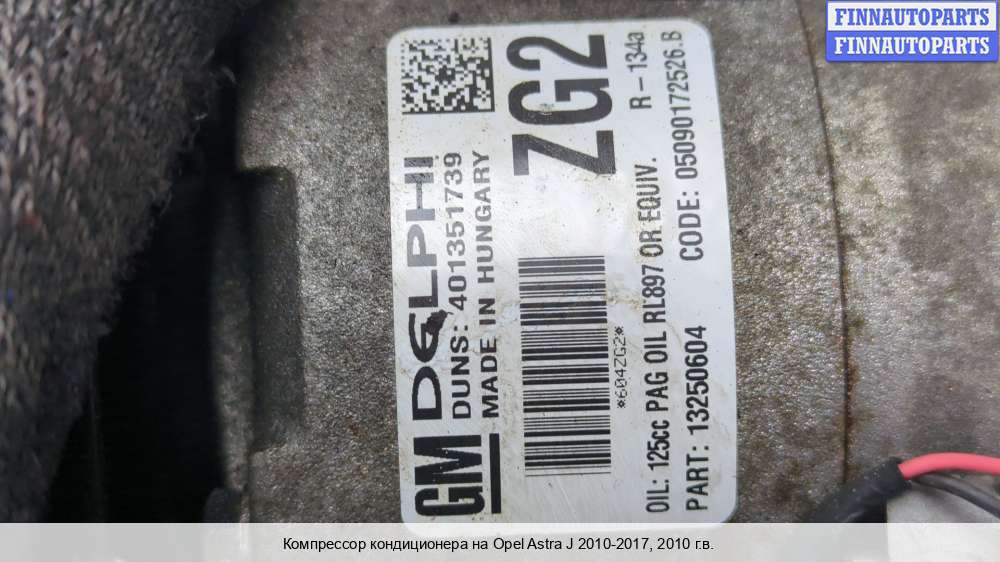 FINNAUTOPARTS
FINNAUTOPARTS
GM DELPHI
DUNS: 401351739
MADE IN HUNGARY
ZG2
R-134a
*604ZG2*
OIL: 125cc PAG OIL RL897 OR EQUIV.
PART: 13250604 CODE: 05090172526.B
Компрессор кондиционера на Opel Astra J 2010-2017, 2010 г.в.